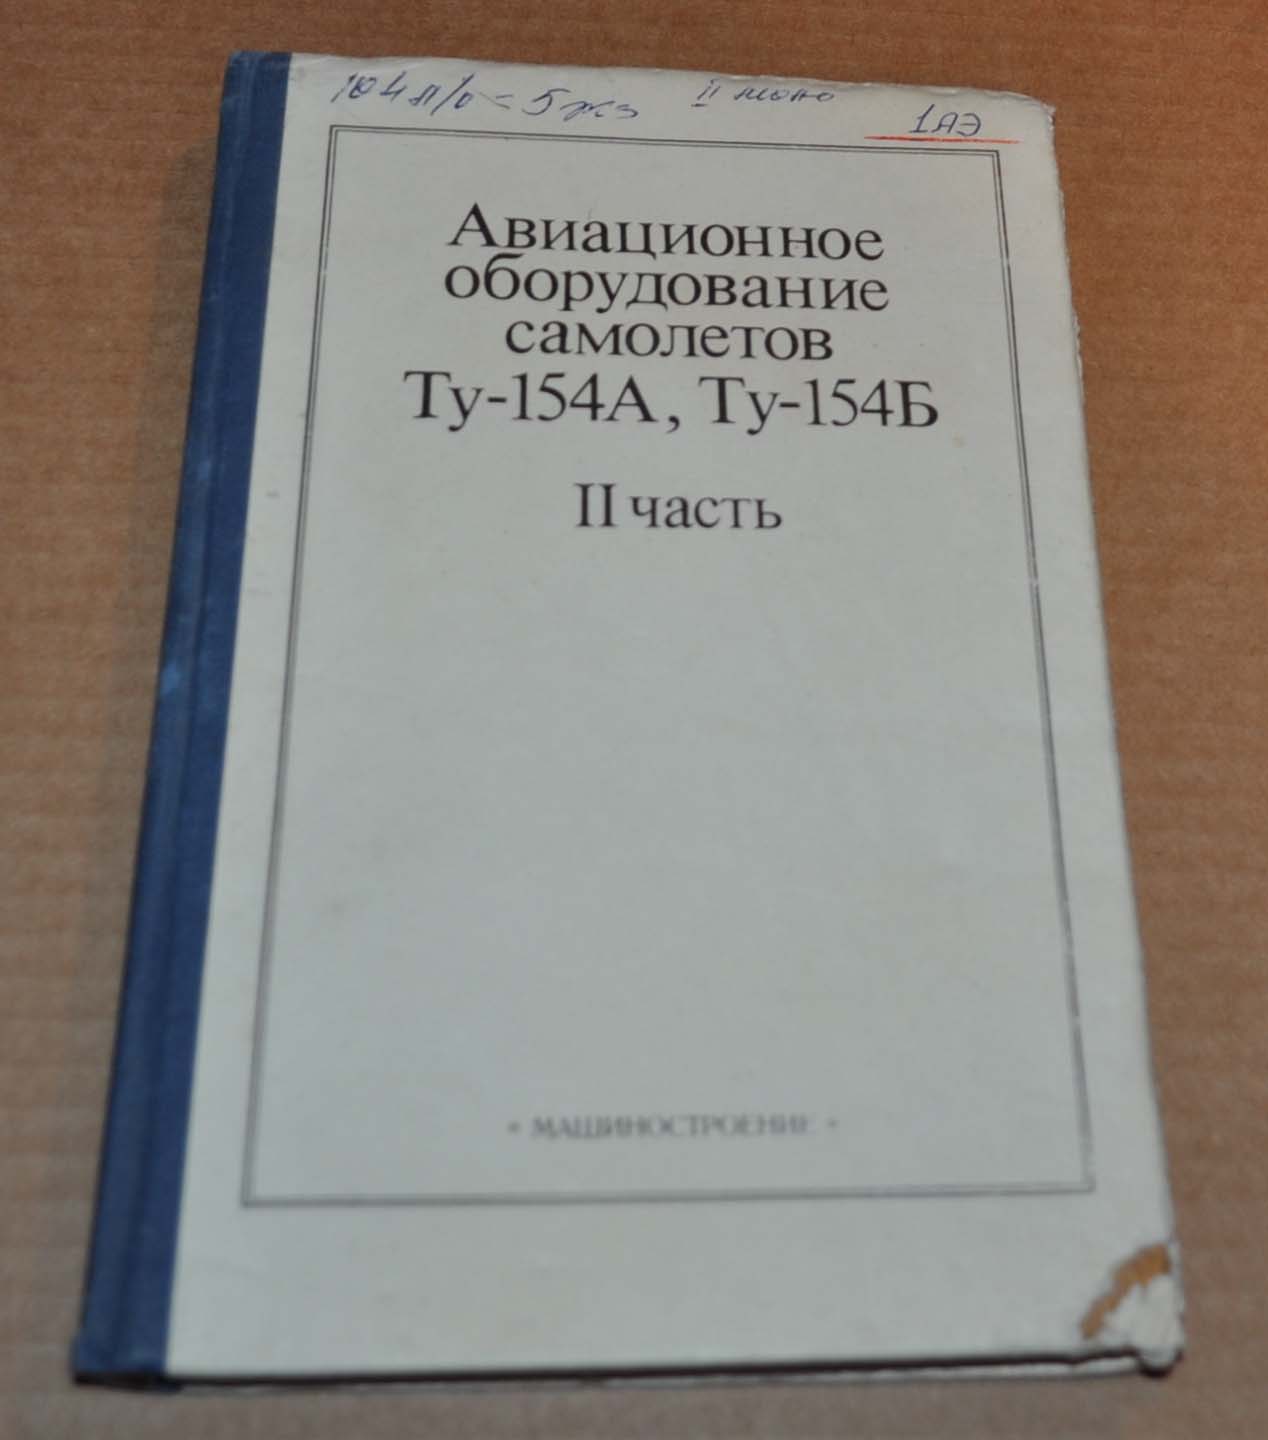 1АЭ
Авиационное
оборудование
самолетов
Ту-154А, Ту-154Б
II часть
« МАШИНОСТРОЕНИЕ »